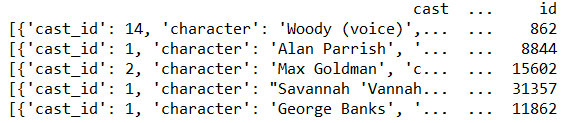 cast ... id
[{'cast_id': 14, 'character': 'Woody (voice)',... ... 862
[{'cast_id': 1, 'character': 'Alan Parrish', '... ... 8844
[{'cast_id': 2, 'character': 'Max Goldman', 'c... ... 15602
[{'cast_id': 1, 'character': "Savannah 'Vannah... ... 31357
[{'cast_id': 1, 'character': 'George Banks', '... ... 11862